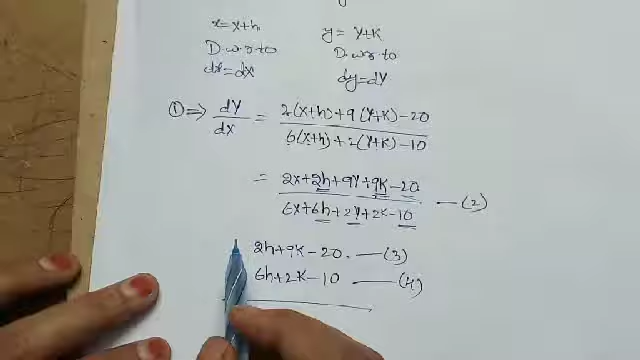 x = X+h    y = Y+K
D w r to    D w r to
dx = dX    dy = dY
① ⇒ dY/dX = 2(X+h)+9(Y+K)-20 / 6(X+h)+2(Y+K)-10
= 2X+2h+9Y+9K-20 / 6X+6h+2Y+2K-10 —(2)
2h+9K-20. —(3)
6h+2K-10 —(4)